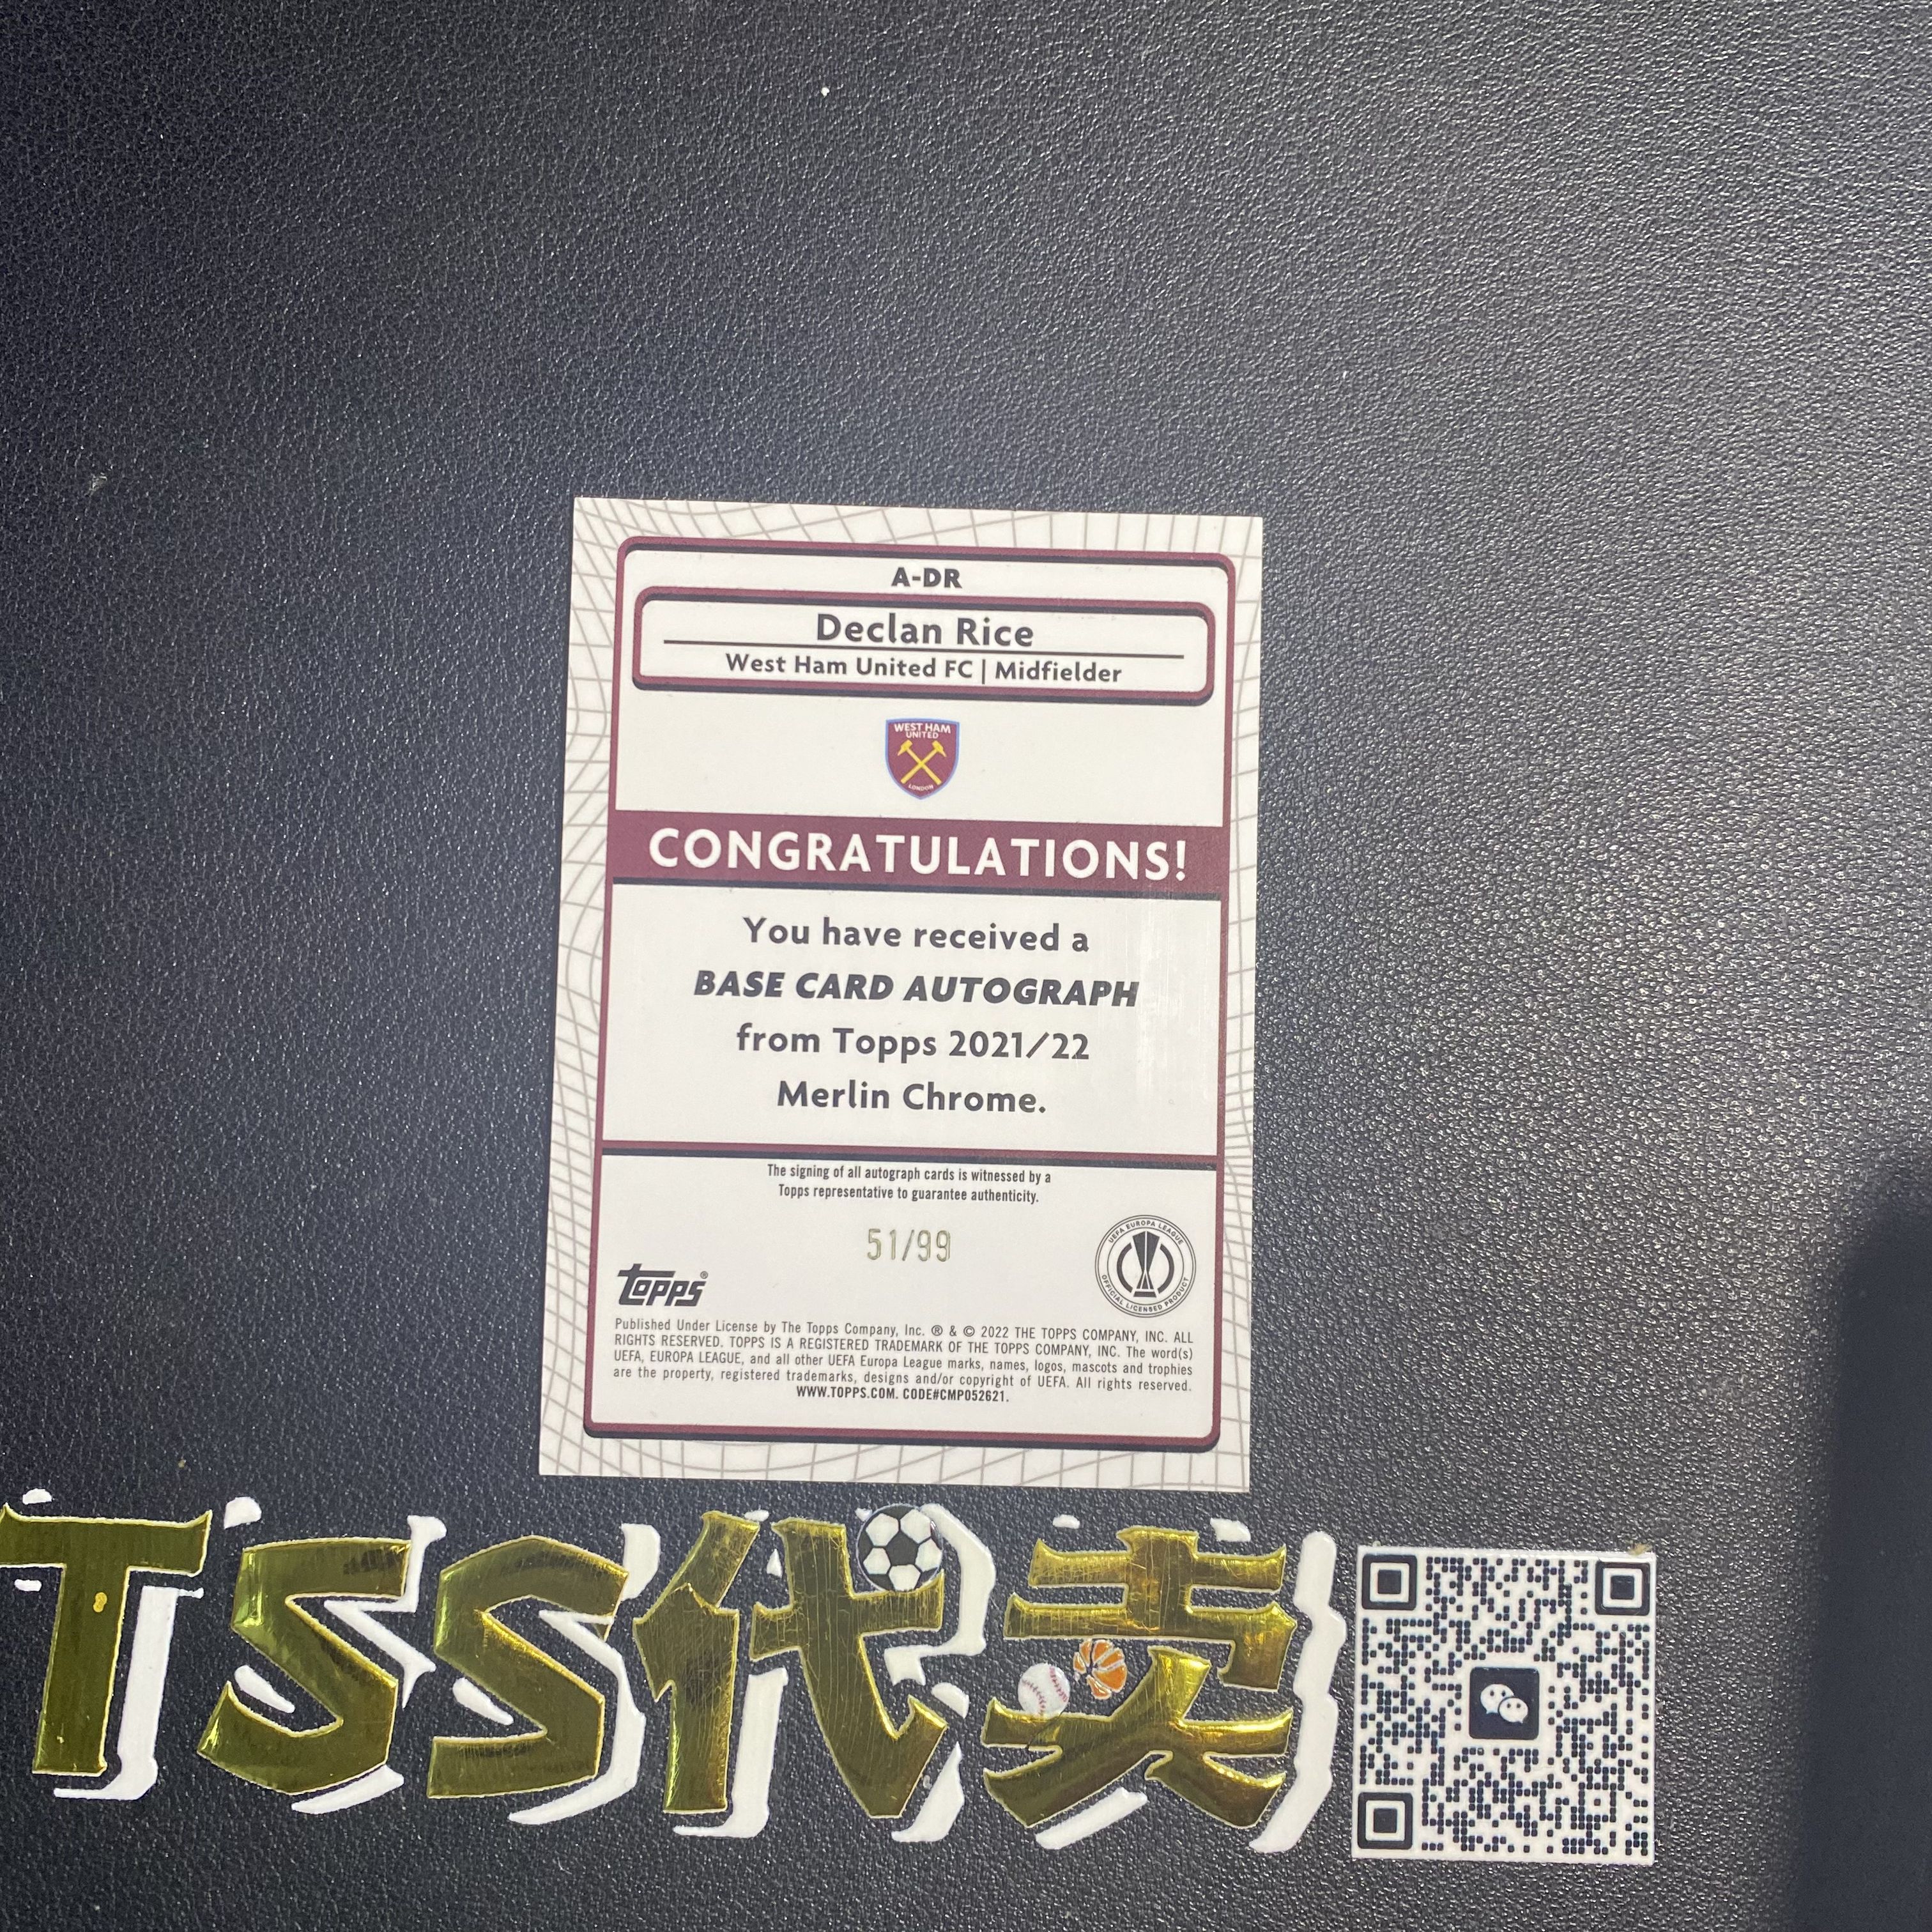 A-DR
Declan Rice
West Ham United FC | Midfielder
WEST HAM
UNITED
LONDON
CONGRATULATIONS!
You have received a
BASE CARD AUTOGRAPH
from Topps 2021/22
Merlin Chrome.
The signing of all autograph cards is witnessed by a
Topps representative to guarantee authenticity.
51/99
topps®
UEFA EUROPA LEAGUE
OFFICIAL LICENSED PRODUCT
Published Under License by The Topps Company, Inc. ® & © 2022 THE TOPPS COMPANY, INC. ALL
RIGHTS RESERVED. TOPPS IS A REGISTERED TRADEMARK OF THE TOPPS COMPANY, INC. The word(s)
UEFA, EUROPA LEAGUE, and all other UEFA Europa League marks, names, logos, mascots and trophies
are the property, registered trademarks, designs and/or copyright of UEFA. All rights reserved.
WWW.TOPPS.COM. CODE#CMP052621.
TSS代卖